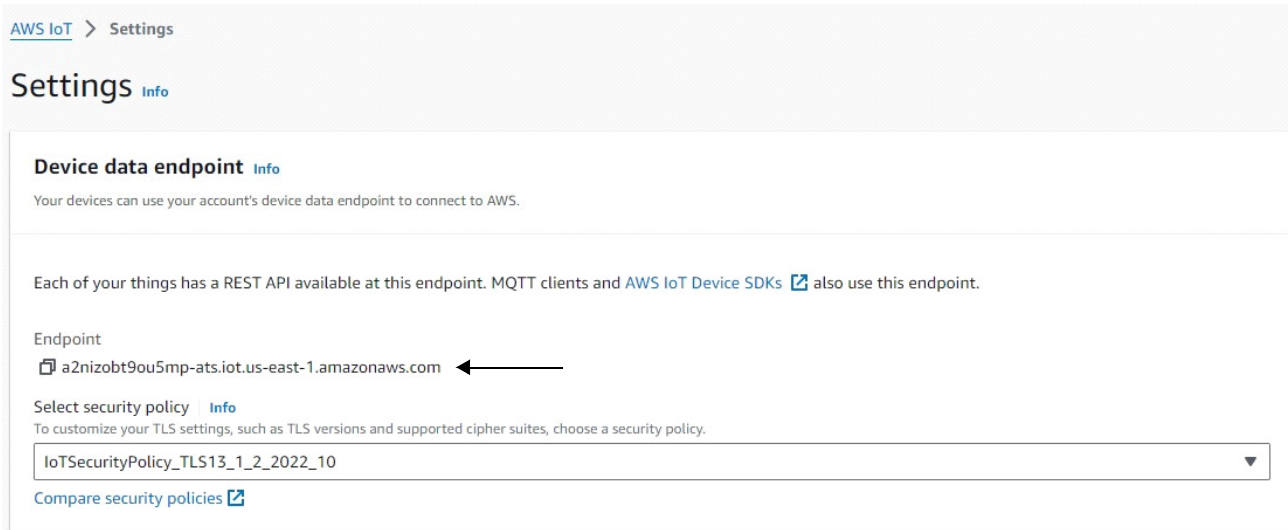 AWS IoT > Settings
Settings Info
Device data endpoint Info
Your devices can use your account's device data endpoint to connect to AWS.
Each of your things has a REST API available at this endpoint. MQTT clients and AWS IoT Device SDKs also use this endpoint.
Endpoint
a2nizobt9ou5mp-ats.iot.us-east-1.amazonaws.com
Select security policy Info
To customize your TLS settings, such as TLS versions and supported cipher suites, choose a security policy.
IoTSecurityPolicy_TLS13_1_2_2022_10
Compare security policies